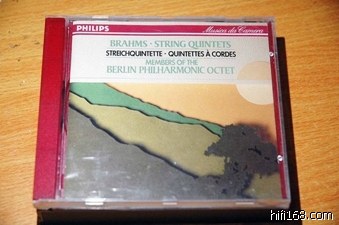 PHILIPS
Musica da Camera
BRAHMS · STRING QUINTETS
STREICHQUINTETTE · QUINTETTES À CORDES
MEMBERS OF THE
BERLIN PHILHARMONIC OCTET
hifi168.com